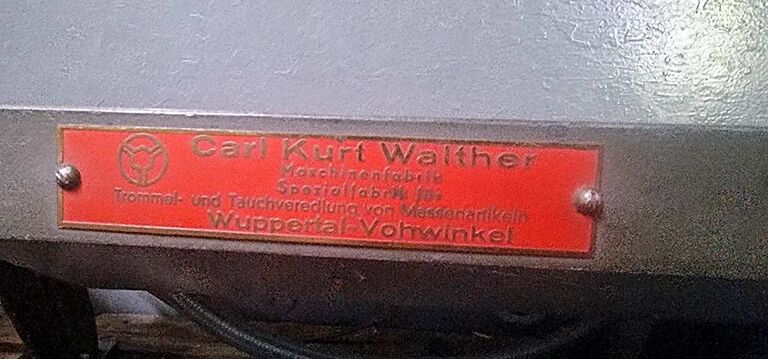 Carl Kurt Walther
Maschinenfabrik
Spezialfabrik für
Trommel- und Tauchveredlung von Massenartikeln
Wuppertal-Vohwinkel